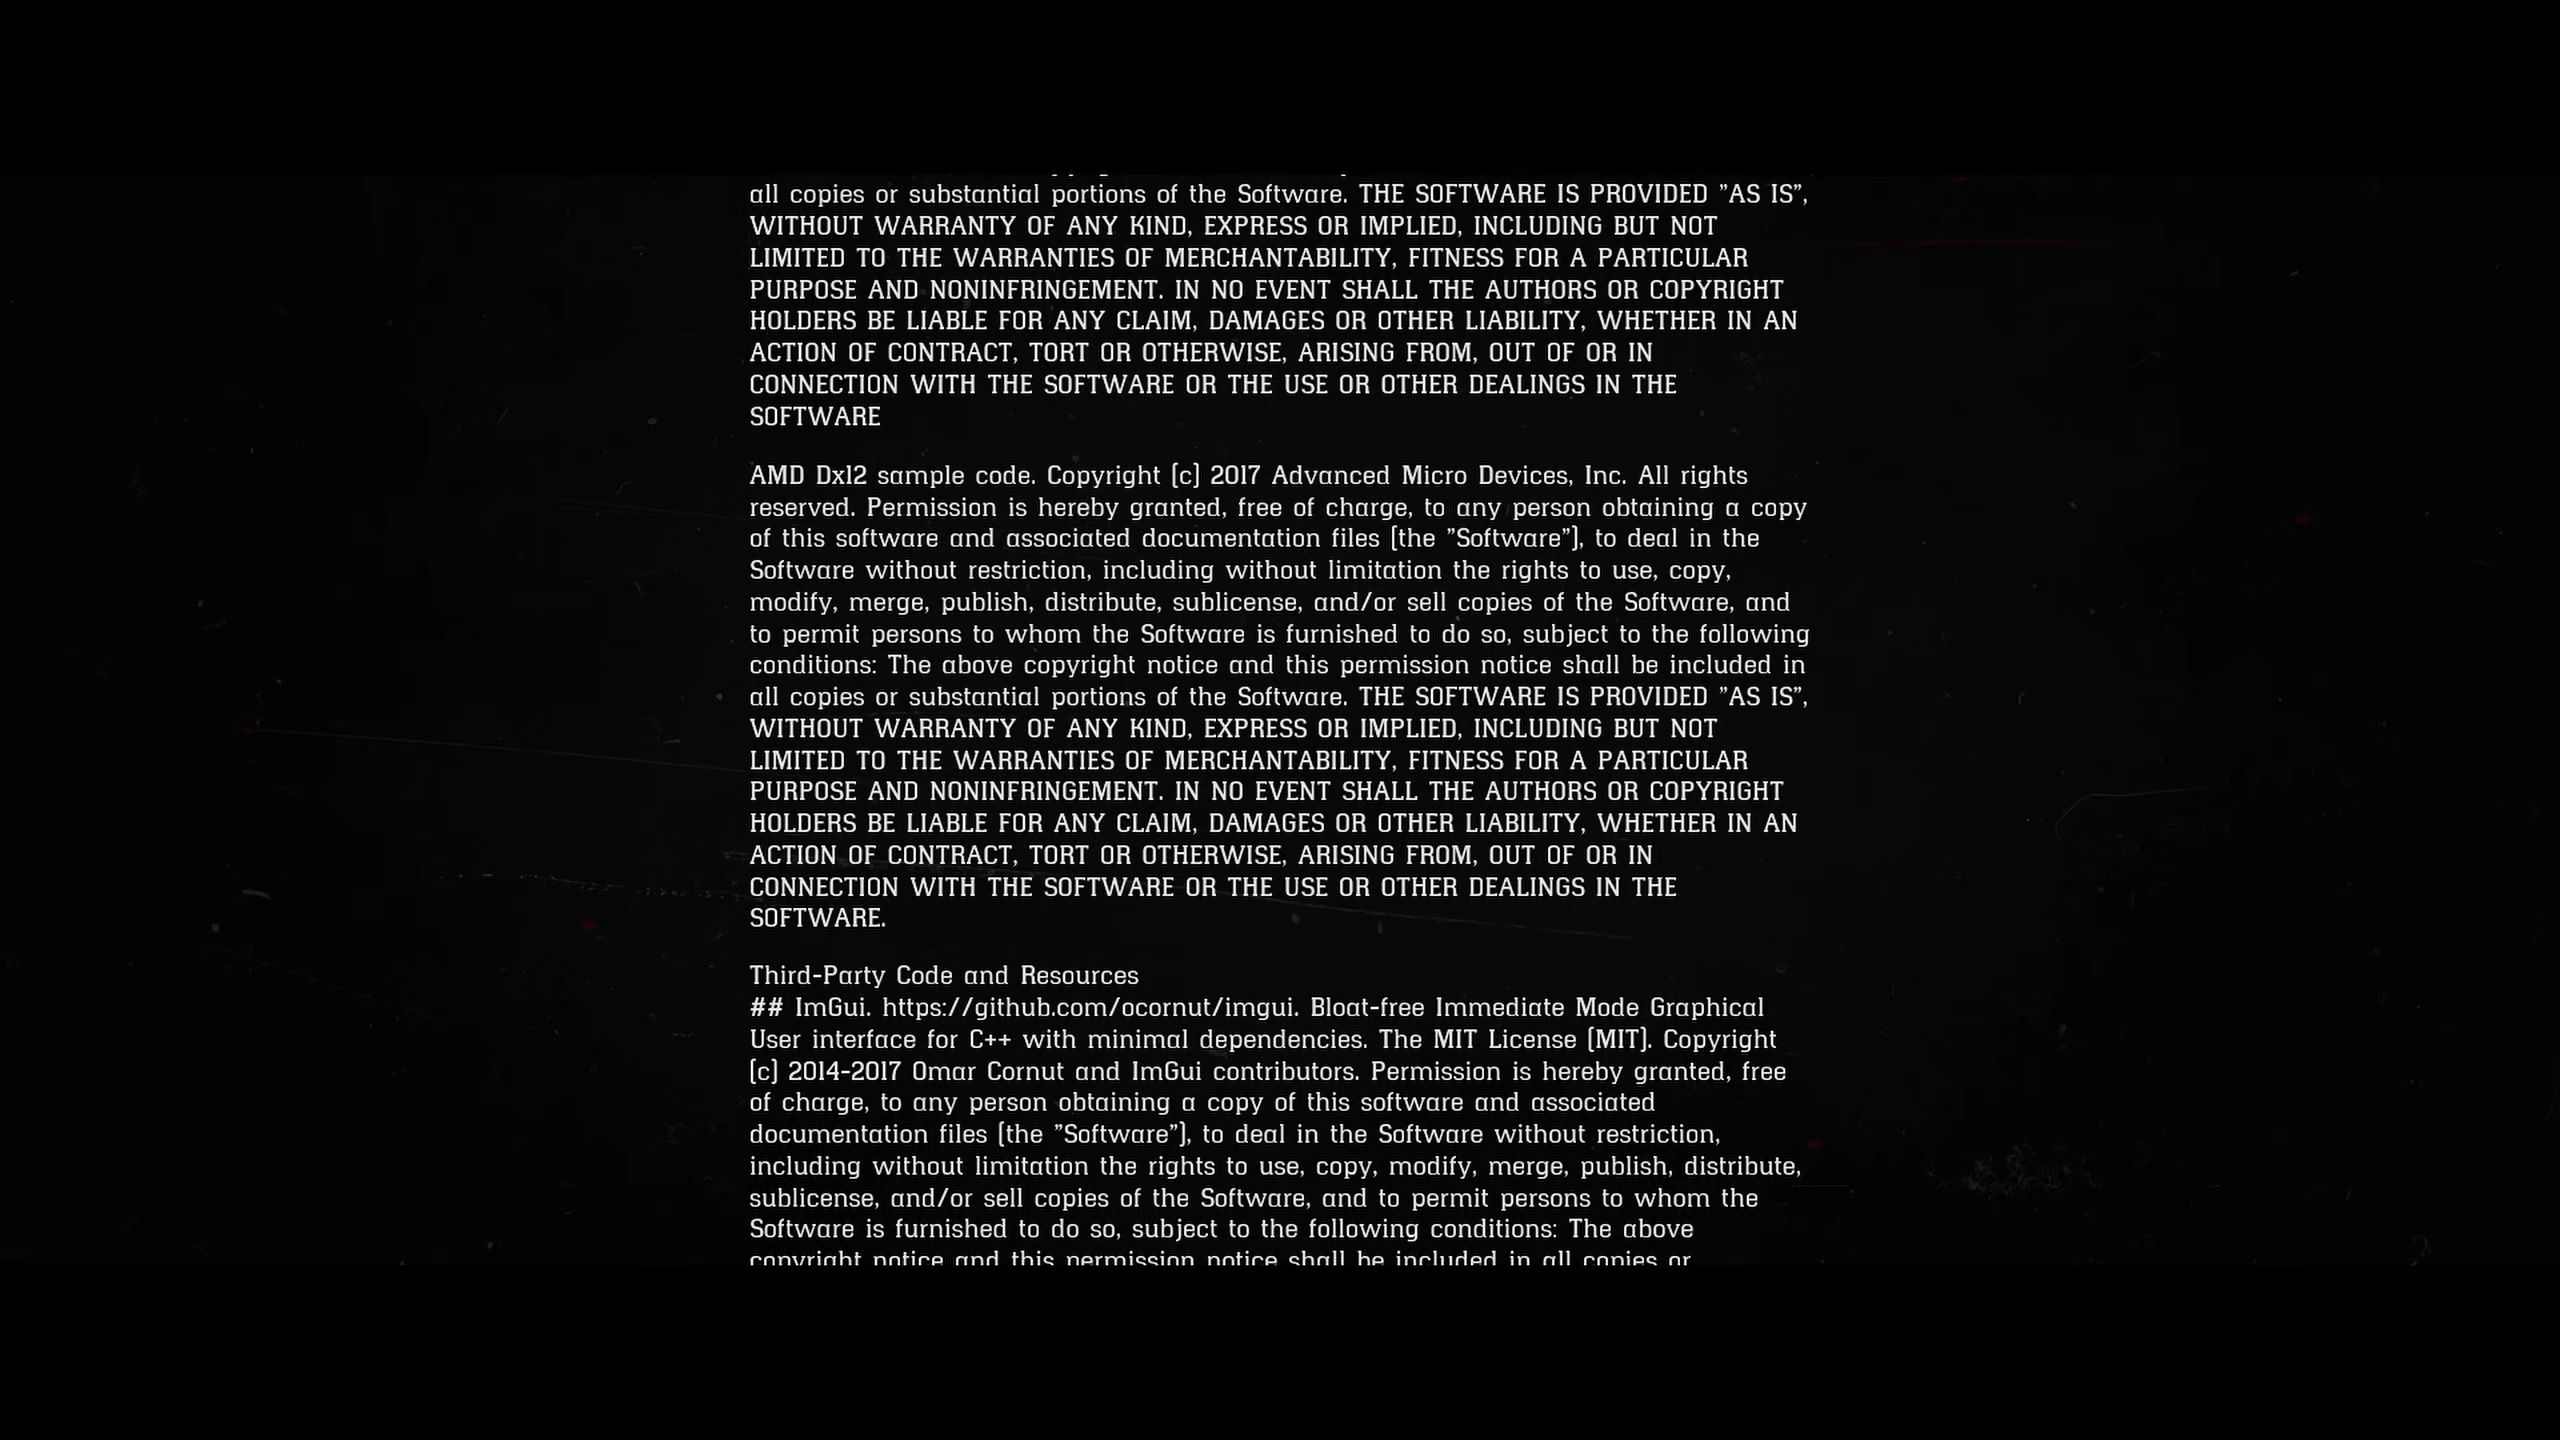 all copies or substantial portions of the Software. THE SOFTWARE IS PROVIDED ”AS IS”,
WITHOUT WARRANTY OF ANY KIND, EXPRESS OR IMPLIED, INCLUDING BUT NOT
LIMITED TO THE WARRANTIES OF MERCHANTABILITY, FITNESS FOR A PARTICULAR
PURPOSE AND NONINFRINGEMENT. IN NO EVENT SHALL THE AUTHORS OR COPYRIGHT
HOLDERS BE LIABLE FOR ANY CLAIM, DAMAGES OR OTHER LIABILITY, WHETHER IN AN
ACTION OF CONTRACT, TORT OR OTHERWISE, ARISING FROM, OUT OF OR IN
CONNECTION WITH THE SOFTWARE OR THE USE OR OTHER DEALINGS IN THE
SOFTWARE
AMD Dx12 sample code. Copyright (c) 2017 Advanced Micro Devices, Inc. All rights
reserved. Permission is hereby granted, free of charge, to any person obtaining a copy
of this software and associated documentation files (the ”Software”), to deal in the
Software without restriction, including without limitation the rights to use, copy,
modify, merge, publish, distribute, sublicense, and/or sell copies of the Software, and
to permit persons to whom the Software is furnished to do so, subject to the following
conditions: The above copyright notice and this permission notice shall be included in
all copies or substantial portions of the Software. THE SOFTWARE IS PROVIDED ”AS IS”,
WITHOUT WARRANTY OF ANY KIND, EXPRESS OR IMPLIED, INCLUDING BUT NOT
LIMITED TO THE WARRANTIES OF MERCHANTABILITY, FITNESS FOR A PARTICULAR
PURPOSE AND NONINFRINGEMENT. IN NO EVENT SHALL THE AUTHORS OR COPYRIGHT
HOLDERS BE LIABLE FOR ANY CLAIM, DAMAGES OR OTHER LIABILITY, WHETHER IN AN
ACTION OF CONTRACT, TORT OR OTHERWISE, ARISING FROM, OUT OF OR IN
CONNECTION WITH THE SOFTWARE OR THE USE OR OTHER DEALINGS IN THE
SOFTWARE.
Third-Party Code and Resources
## ImGui. https://github.com/ocornut/imgui. Bloat-free Immediate Mode Graphical
User interface for C++ with minimal dependencies. The MIT License (MIT). Copyright
(c) 2014-2017 Omar Cornut and ImGui contributors. Permission is hereby granted, free
of charge, to any person obtaining a copy of this software and associated
documentation files (the ”Software”), to deal in the Software without restriction,
including without limitation the rights to use, copy, modify, merge, publish, distribute,
sublicense, and/or sell copies of the Software, and to permit persons to whom the
Software is furnished to do so, subject to the following conditions: The above
copyright notice and this permission notice shall be included in all copies or